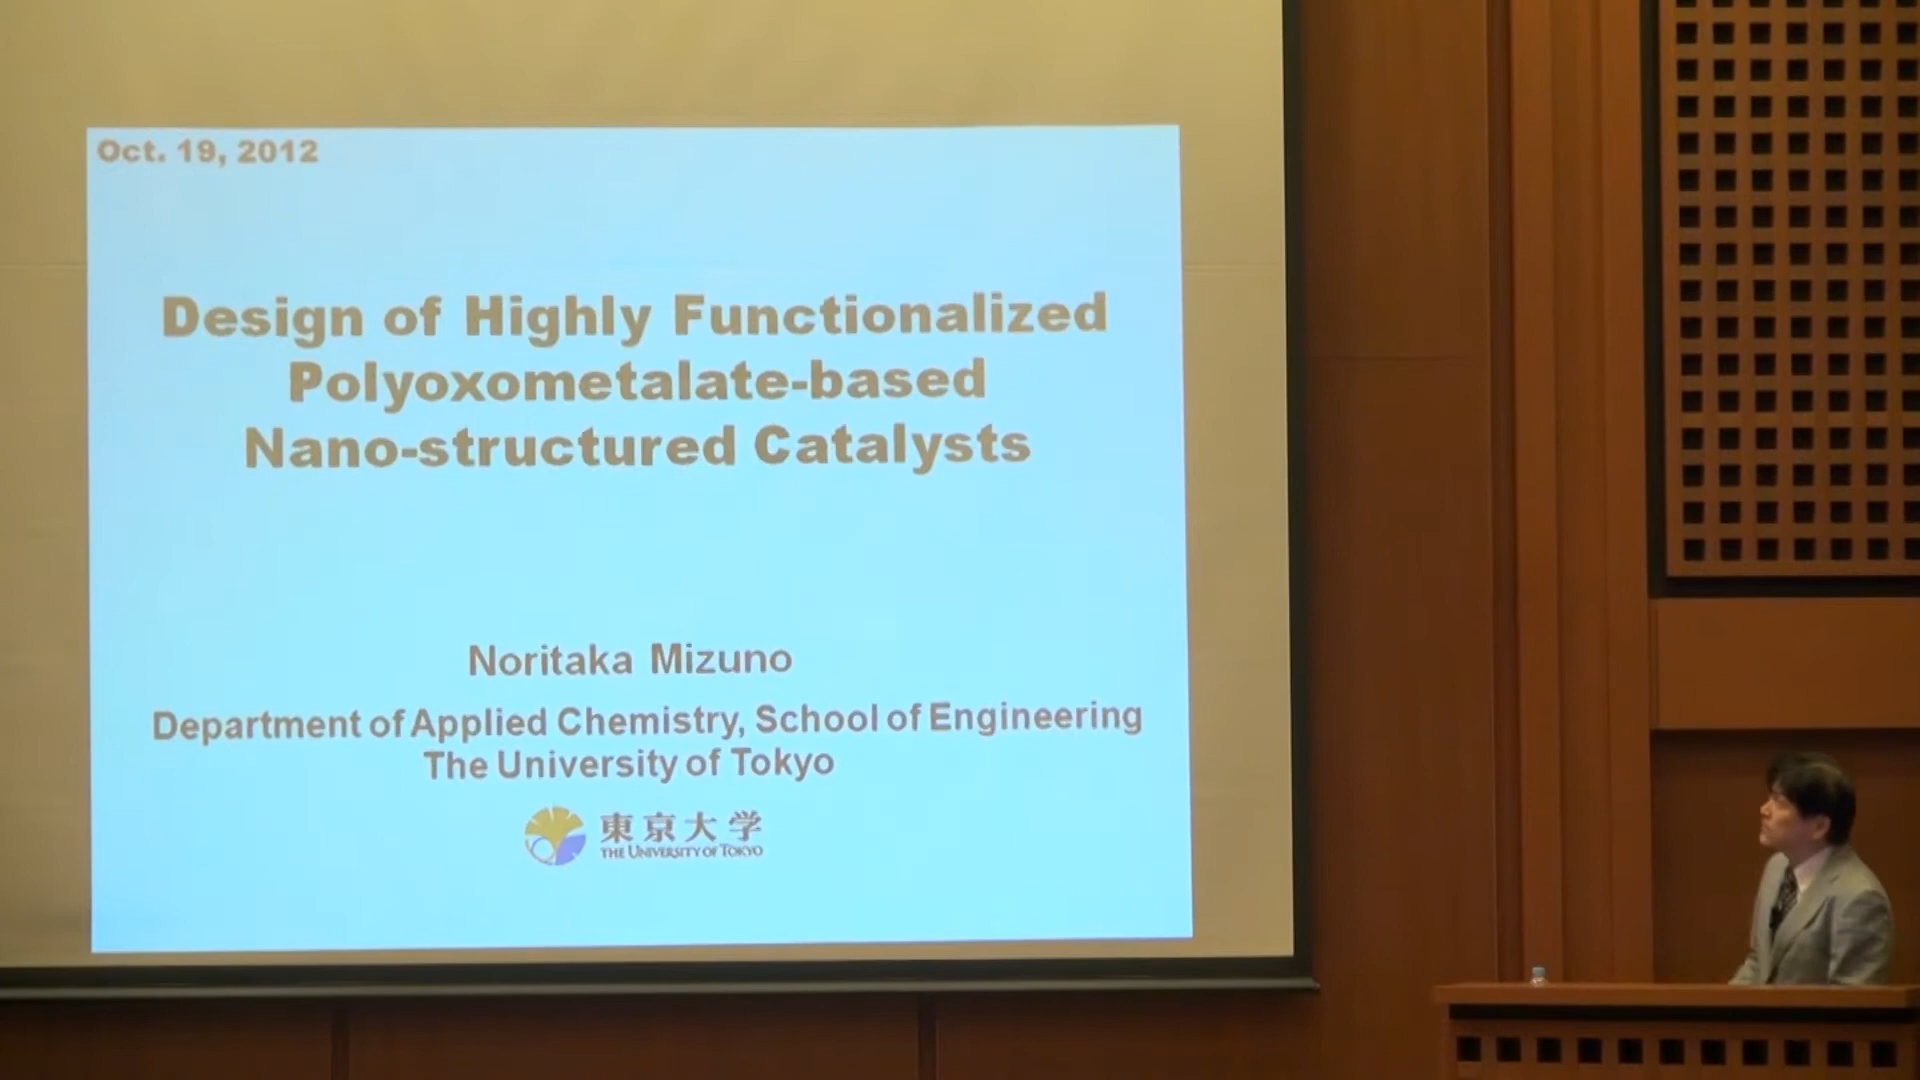 Oct. 19, 2012
Design of Highly Functionalized
Polyoxometalate-based
Nano-structured Catalysts
Noritaka Mizuno
Department of Applied Chemistry, School of Engineering
The University of Tokyo
東京大学
THE UNIVERSITY OF TOKYO